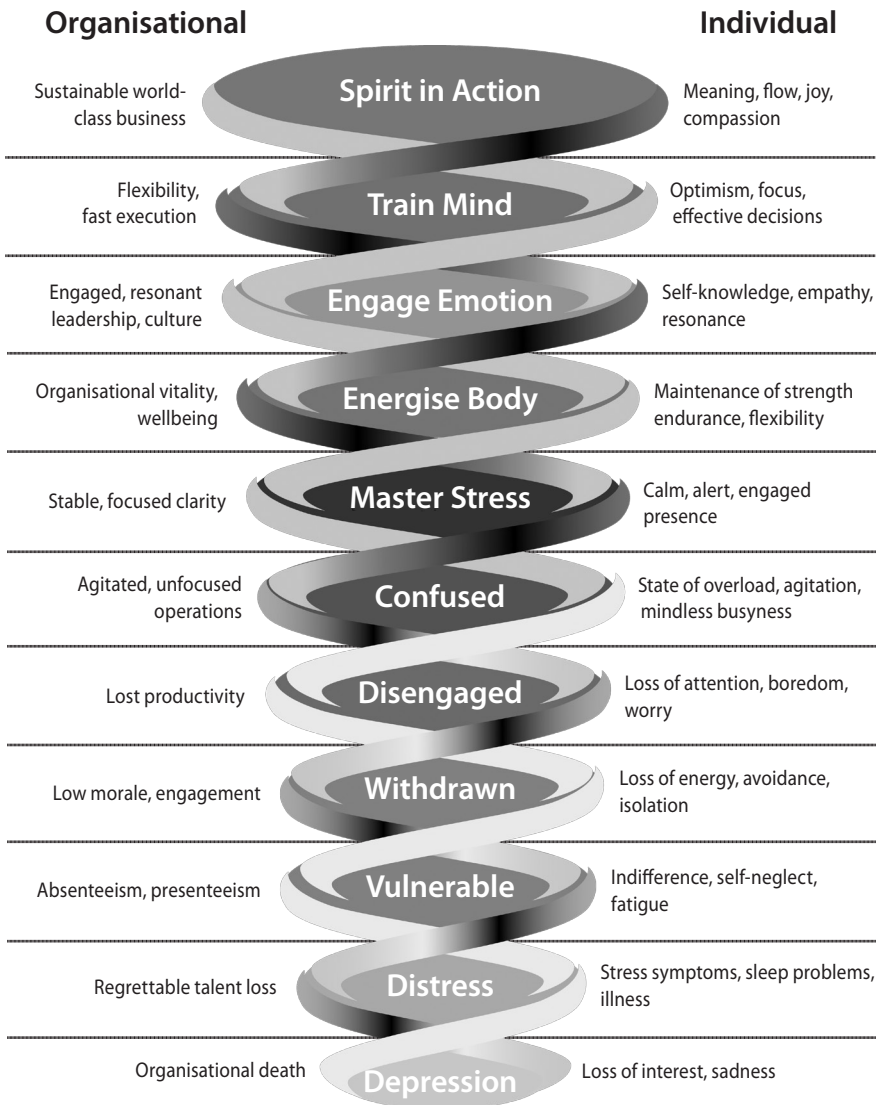 Organisational
Individual
Sustainable world-
class business
Spirit in Action
Meaning, flow, joy,
compassion
Flexibility,
fast execution
Train Mind
Optimism, focus,
effective decisions
Engaged, resonant
leadership, culture
Engage Emotion
Self-knowledge, empathy,
resonance
Organisational vitality,
wellbeing
Energise Body
Maintenance of strength
endurance, flexibility
Stable, focused clarity
Master Stress
Calm, alert, engaged
presence
Agitated, unfocused
operations
Confused
State of overload, agitation,
mindless busyness
Lost productivity
Disengaged
Loss of attention, boredom,
worry
Low morale, engagement
Withdrawn
Loss of energy, avoidance,
isolation
Absenteeism, presenteeism
Vulnerable
Indifference, self-neglect,
fatigue
Regrettable talent loss
Distress
Stress symptoms, sleep problems,
illness
Organisational death
Depression
Loss of interest, sadness